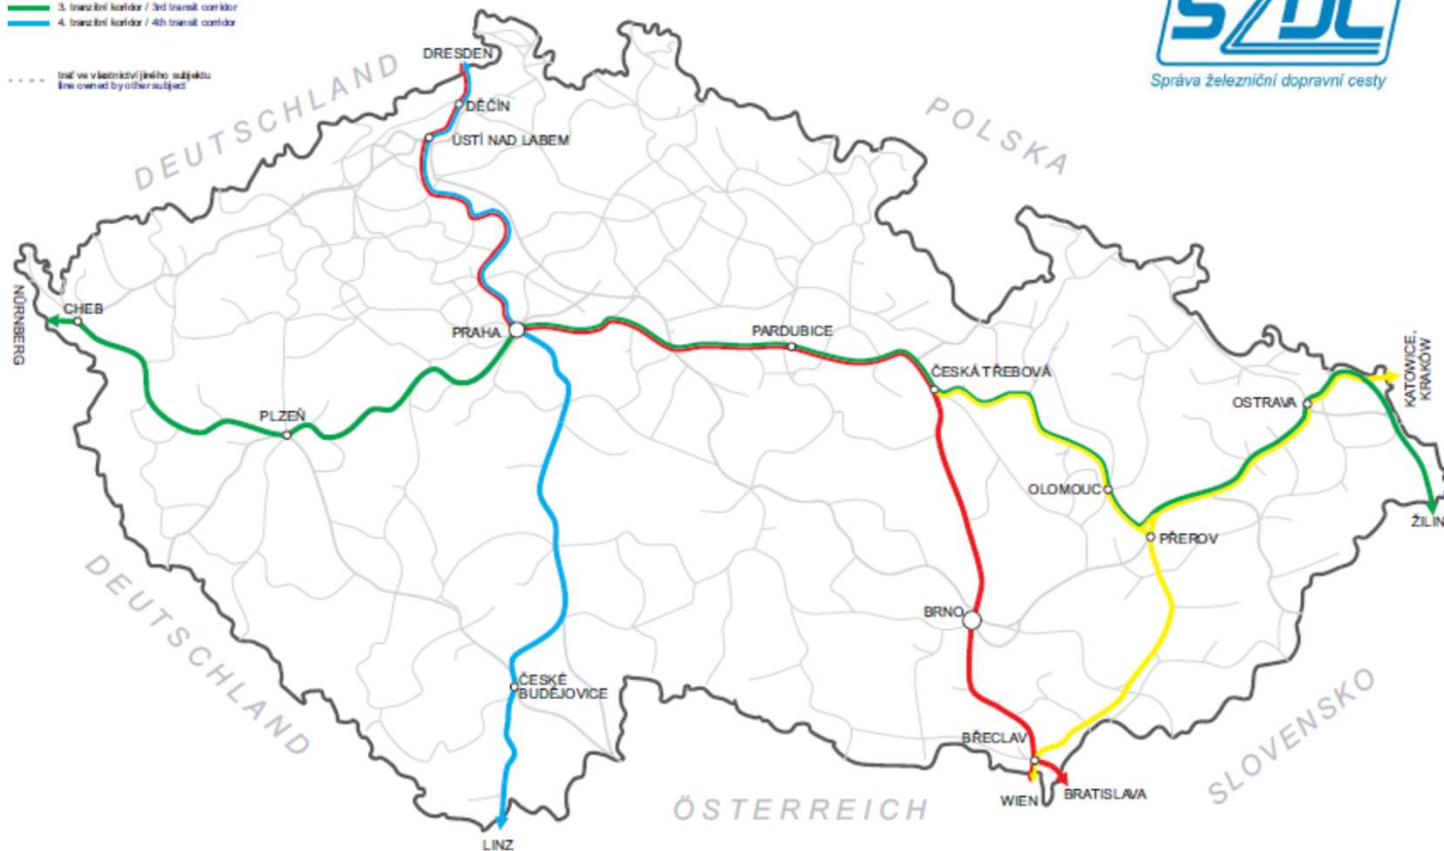 3. tranzitní koridor / 3rd transit corridor
4. tranzitní koridor / 4th transit corridor
trať ve vlastnictví jiného subjektu
line owned by other subject
SŽDC
Správa železniční dopravní cesty
DRESDEN
DEUTSCHLAND
DĚČÍN
POLSKA
ÚSTÍ NAD LABEM
NÜRNBERG
CHEB
PRAHA
PARDUBICE
ČESKÁ TŘEBOVÁ
KATOWICE,
KRAKÓW
PLZEŇ
OSTRAVA
OLOMOUC
ŽILIN
PŘEROV
DEUTSCHLAND
BRNO
ČESKÉ
BUDĚJOVICE
SLOVENSKO
BŘECLAV
WIEN
BRATISLAVA
ÖSTERREICH
LINZ